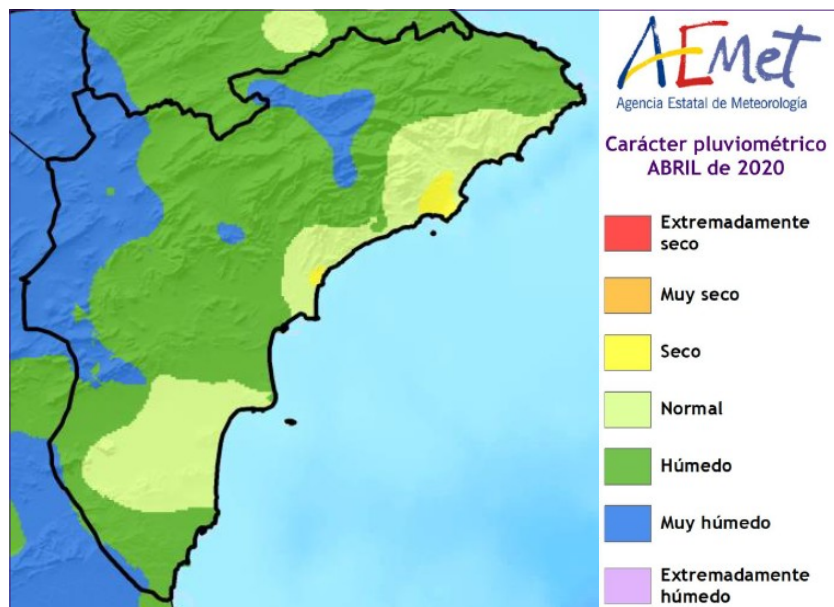 AEMet
Agencia Estatal de Meteorología
Carácter pluviométrico
ABRIL de 2020
Extremadamente
seco
Muy seco
Seco
Normal
Húmedo
Muy húmedo
Extremadamente
húmedo